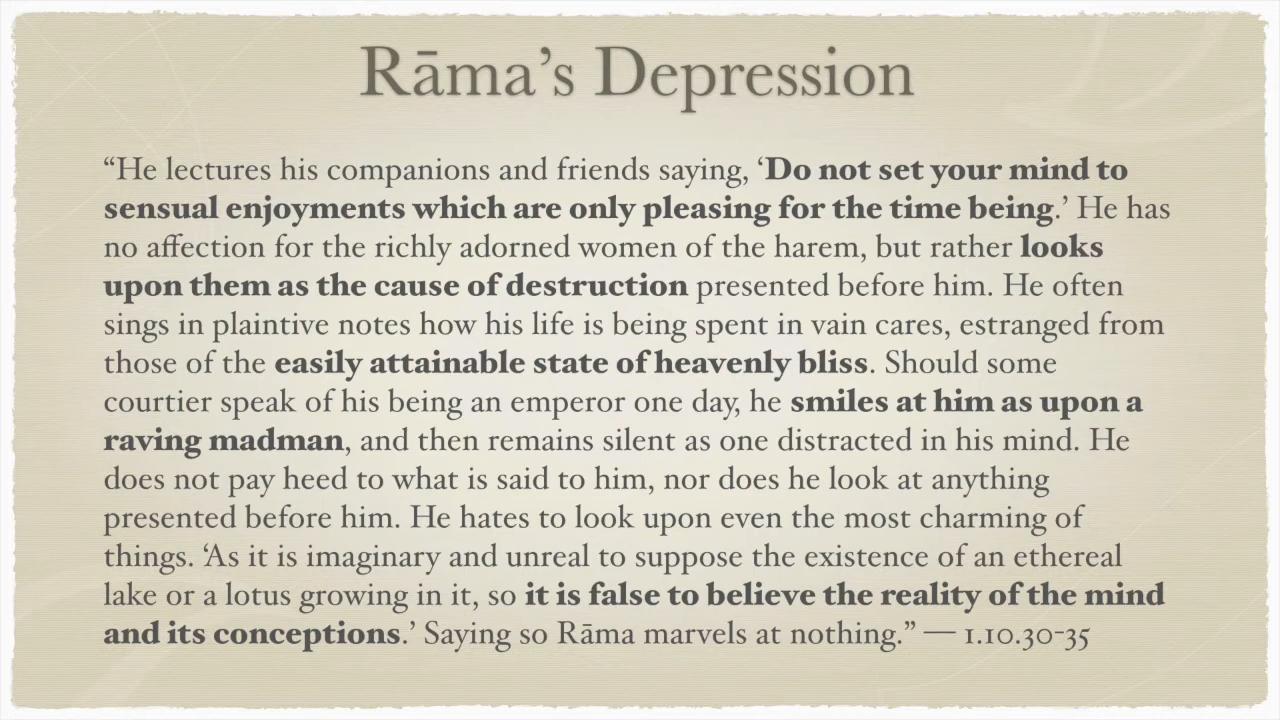 Rāma’s Depression
“He lectures his companions and friends saying, ‘Do not set your mind to
sensual enjoyments which are only pleasing for the time being.’ He has
no affection for the richly adorned women of the harem, but rather looks
upon them as the cause of destruction presented before him. He often
sings in plaintive notes how his life is being spent in vain cares, estranged from
those of the easily attainable state of heavenly bliss. Should some
courtier speak of his being an emperor one day, he smiles at him as upon a
raving madman, and then remains silent as one distracted in his mind. He
does not pay heed to what is said to him, nor does he look at anything
presented before him. He hates to look upon even the most charming of
things. ‘As it is imaginary and unreal to suppose the existence of an ethereal
lake or a lotus growing in it, so it is false to believe the reality of the mind
and its conceptions.’ Saying so Rāma marvels at nothing.” — 1.10.30-35